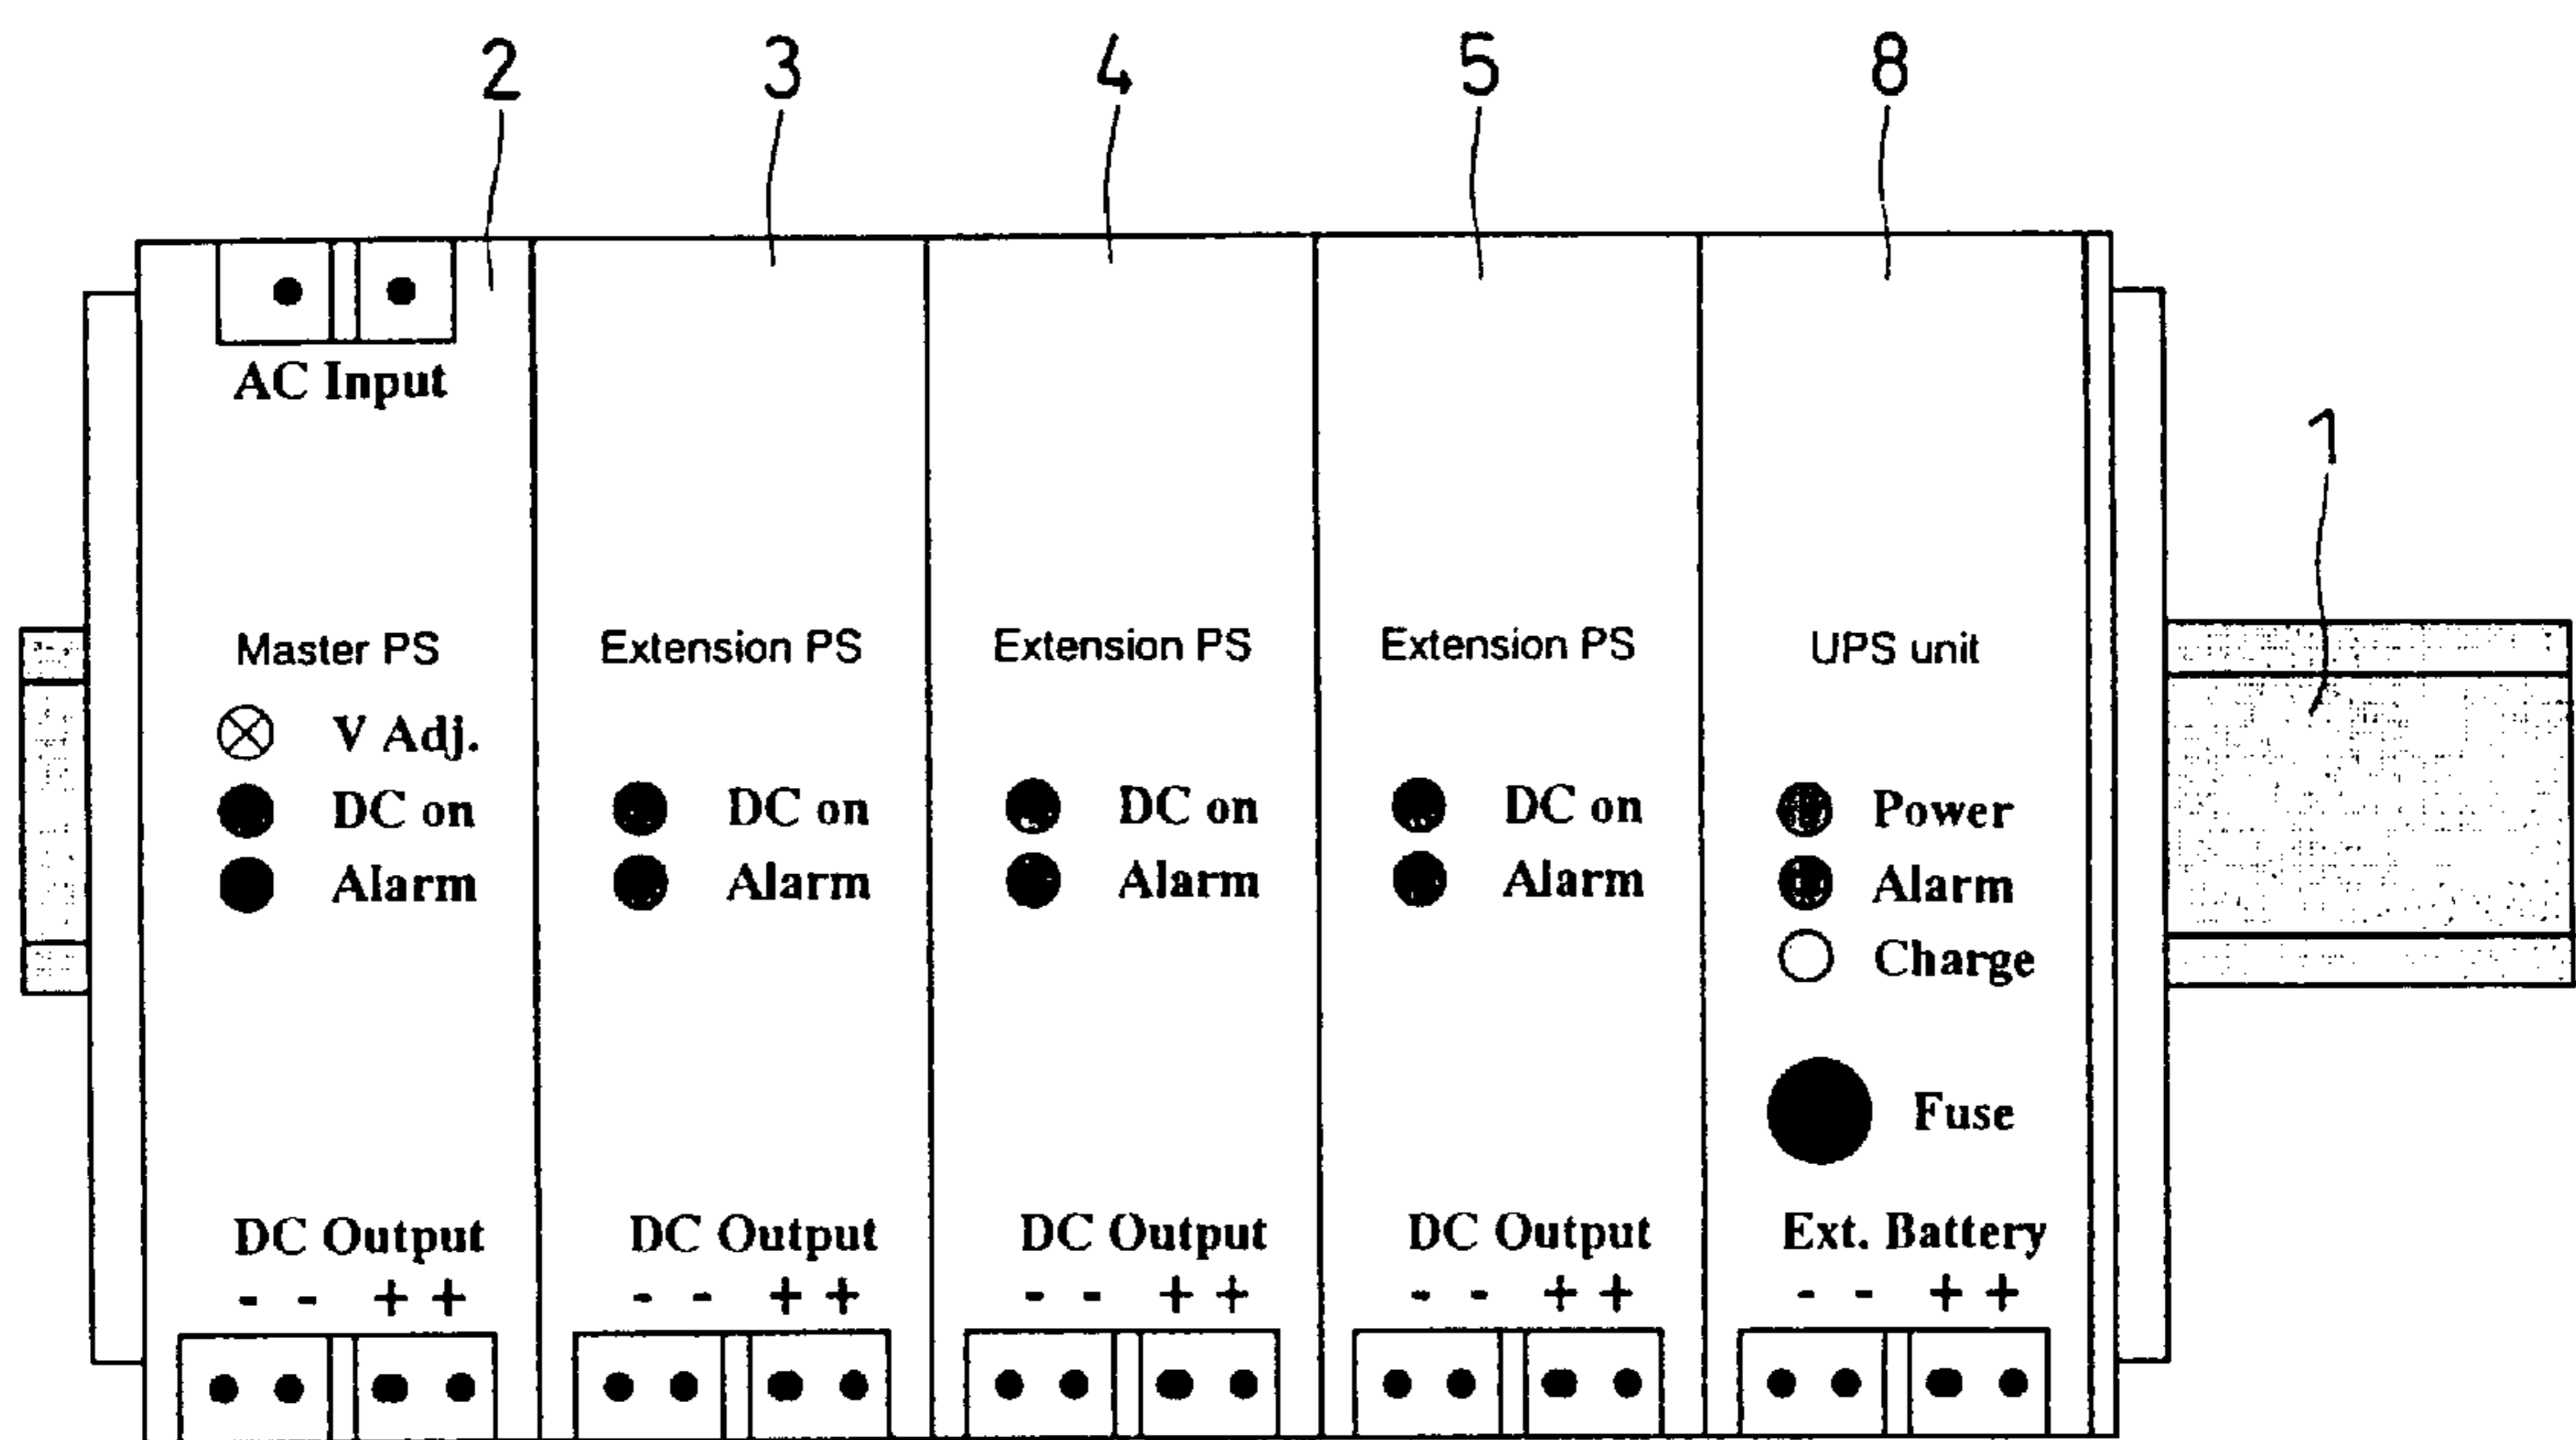 2 3 4 5 8
AC Input
1
Master PS Extension PS Extension PS Extension PS UPS unit
V Adj.
DC on DC on DC on DC on Power
Alarm Alarm Alarm Alarm Alarm
Charge
Fuse
DC Output DC Output DC Output DC Output Ext. Battery
- - + + - - + + - - + + - - + + - - + +